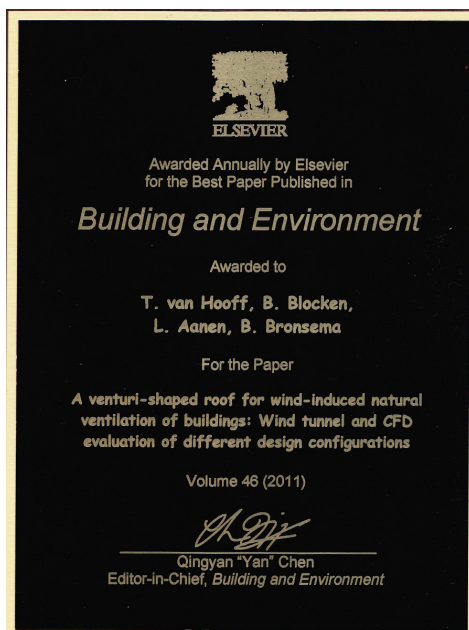 ELSEVIER
Awarded Annually by Elsevier
for the Best Paper Published in
Building and Environment
Awarded to
T. van Hooff, B. Blocken,
L. Aanen, B. Bronsema
For the Paper
A venturi-shaped roof for wind-induced natural
ventilation of buildings: Wind tunnel and CFD
evaluation of different design configurations
Volume 46 (2011)
Qingyan "Yan" Chen
Editor-in-Chief, Building and Environment